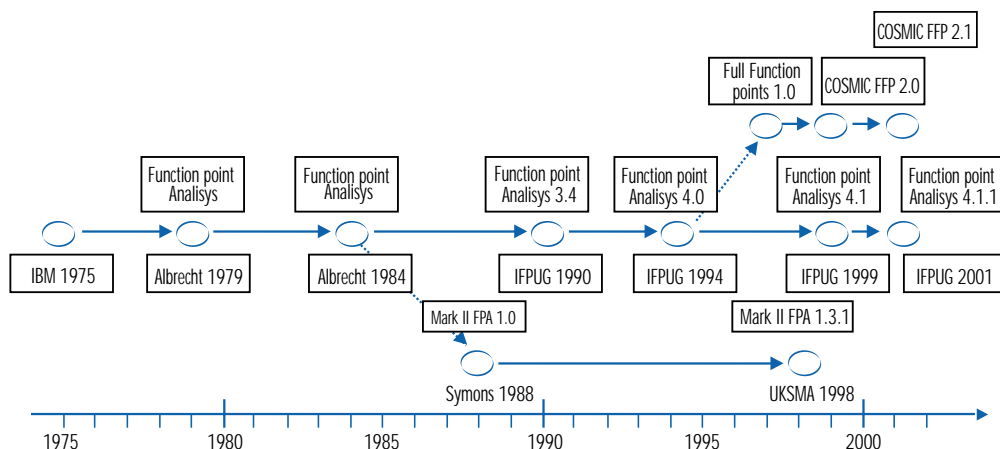 COSMIC FFP 2.1
Full Function
points 1.0
COSMIC FFP 2.0
Function point
Analisys
Function point
Analisys
Function point
Analisys 3.4
Function point
Analisys 4.0
Function point
Analisys 4.1
Function point
Analisys 4.1.1
IBM 1975
Albrecht 1979
Albrecht 1984
IFPUG 1990
IFPUG 1994
IFPUG 1999
IFPUG 2001
Mark II FPA 1.0
Mark II FPA 1.3.1
Symons 1988
UKSMA 1998
1975
1980
1985
1990
1995
2000